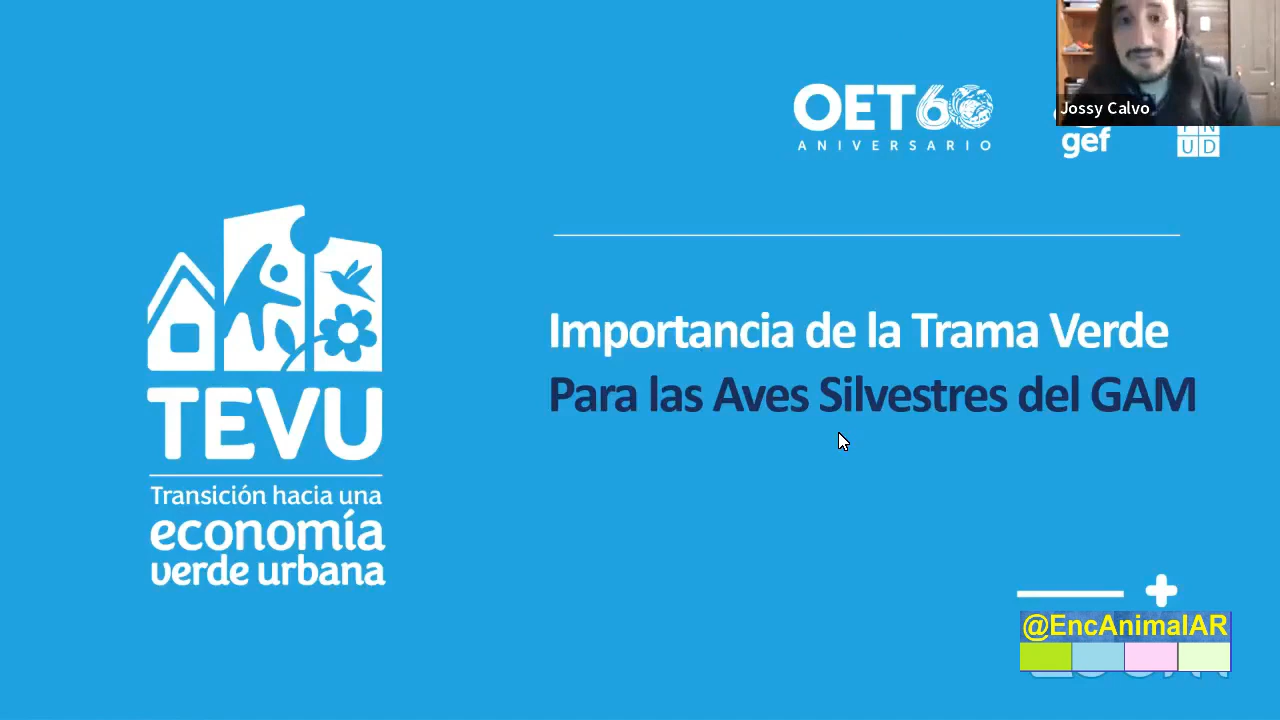 Jossy Calvo
OET60
ANIVERSARIO
gef
P N
U D
Importancia de la Trama Verde
Para las Aves Silvestres del GAM
TEVU
Transición hacia una
economía
verde urbana
@EncAnimalAR